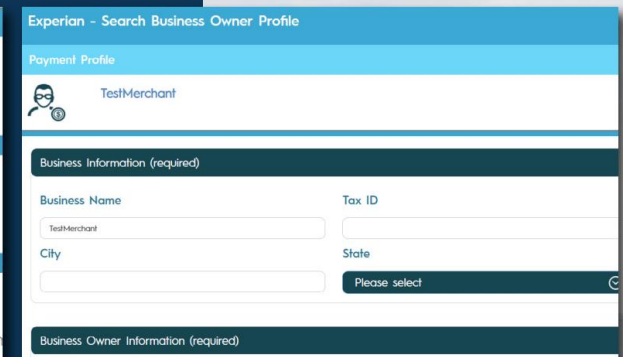 Experian - Search Business Owner Profile
Payment Profile
TestMerchant
Business Information (required)
Business Name
Tax ID
TestMerchant
City
State
Please select
Business Owner Information (required)